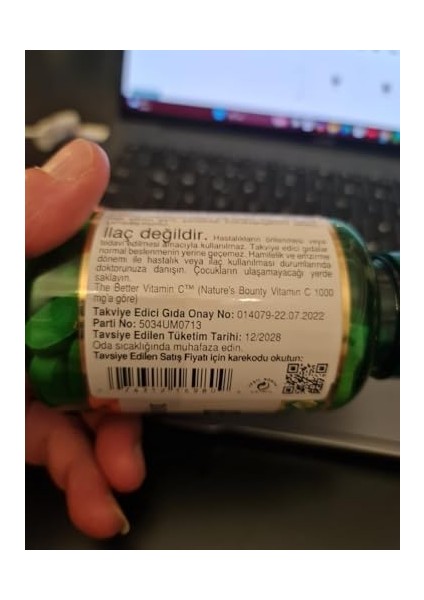 İlaç değildir. Hastalıkların önlenmesi veya
tedavi edilmesi amacıyla kullanılmaz. Takviye edici gıdalar
normal beslenmenin yerine geçemez. Hamilelik ve emzirme
dönemi ile hastalık veya ilaç kullanılması durumlarında
doktorunuza danışın. Çocukların ulaşamayacağı yerde
saklayın.
The Better Vitamin C™ (Nature's Bounty Vitamin C 1000
mg'a göre)
Takviye Edici Gıda Onay No: 014079-22.07.2022
Parti No: 5034UM0713
Tavsiye Edilen Tüketim Tarihi: 12/2028
Oda sıcaklığında muhafaza edin.
Tavsiye Edilen Satış Fiyatı için karekodu okutun: